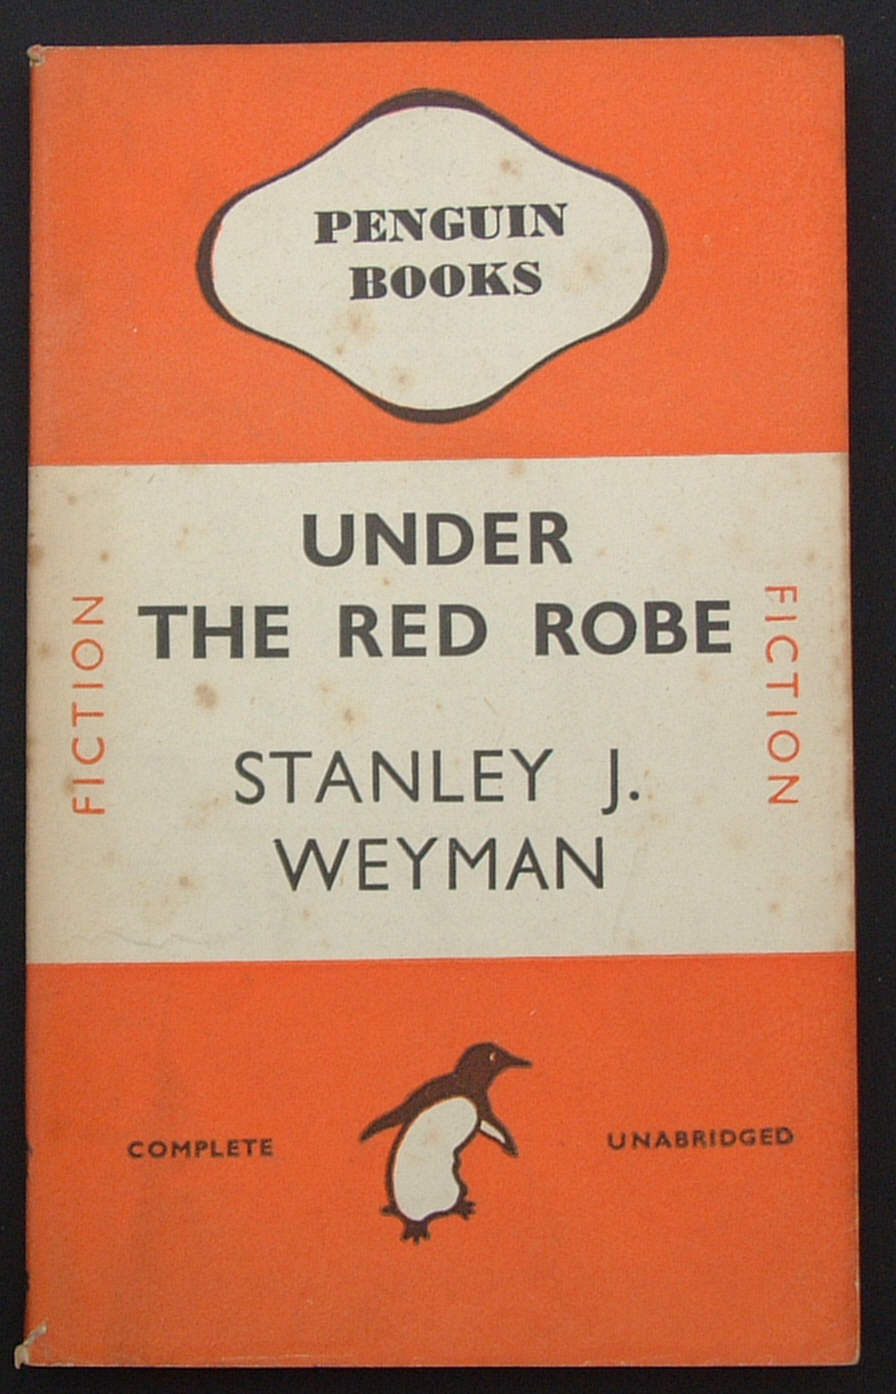 PENGUIN
BOOKS
UNDER
THE RED ROBE
FICTION
FICTION
STANLEY J.
WEYMAN
COMPLETE
UNABRIDGED